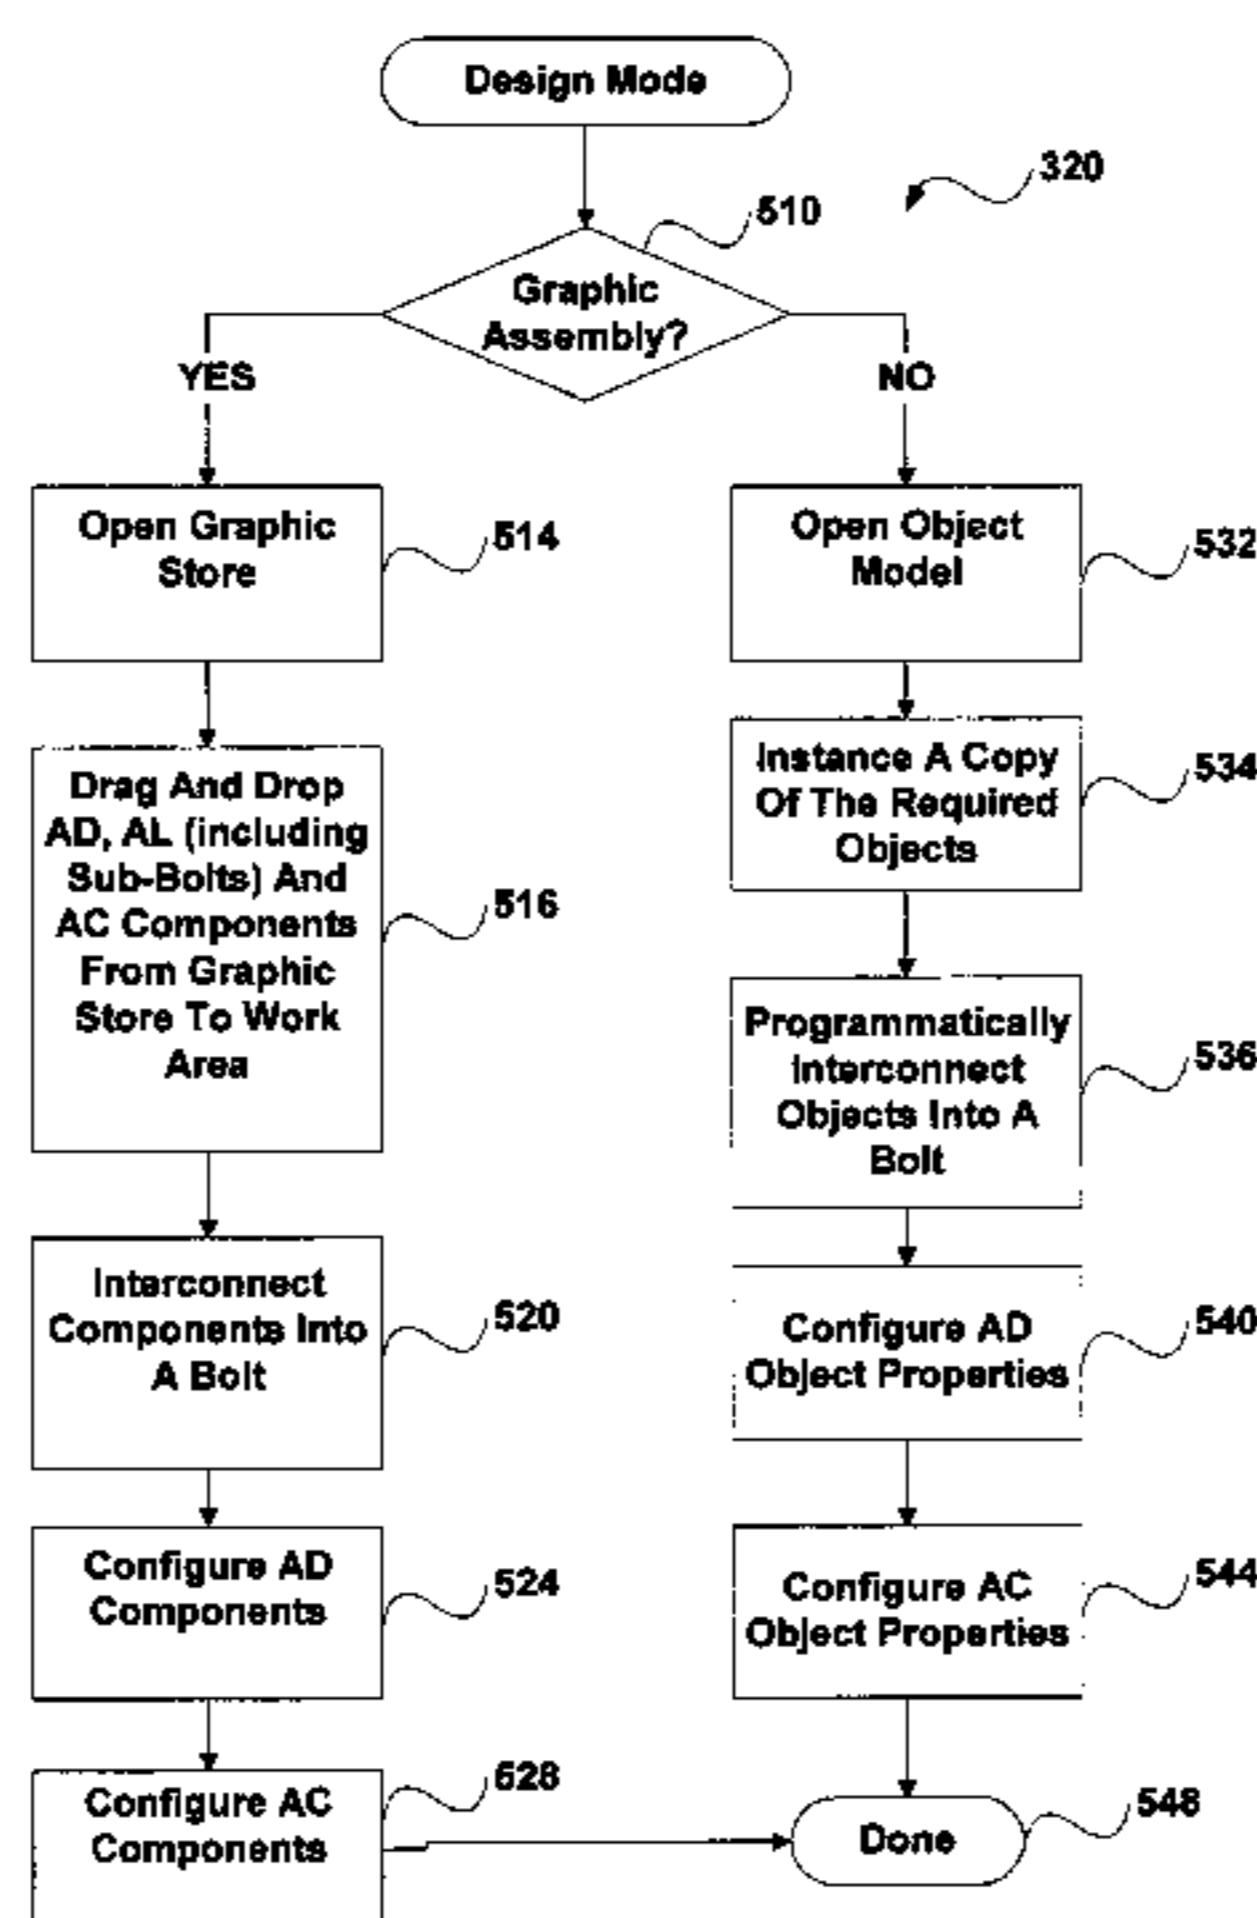 Design Mode
320
510
Graphic
Assembly?
YES
NO
Open Graphic
Store
514
Open Object
Model
532
Drag And Drop
AD, AL (including
Sub-Bolts) And
AC Components
From Graphic
Store To Work
Area
516
Instance A Copy
Of The Required
Objects
534
Programmatically
Interconnect
Objects Into A
Bolt
536
Interconnect
Components Into
A Bolt
520
Configure AD
Object Properties
540
Configure AD
Components
524
Configure AC
Object Properties
544
Configure AC
Components
528
Done
548